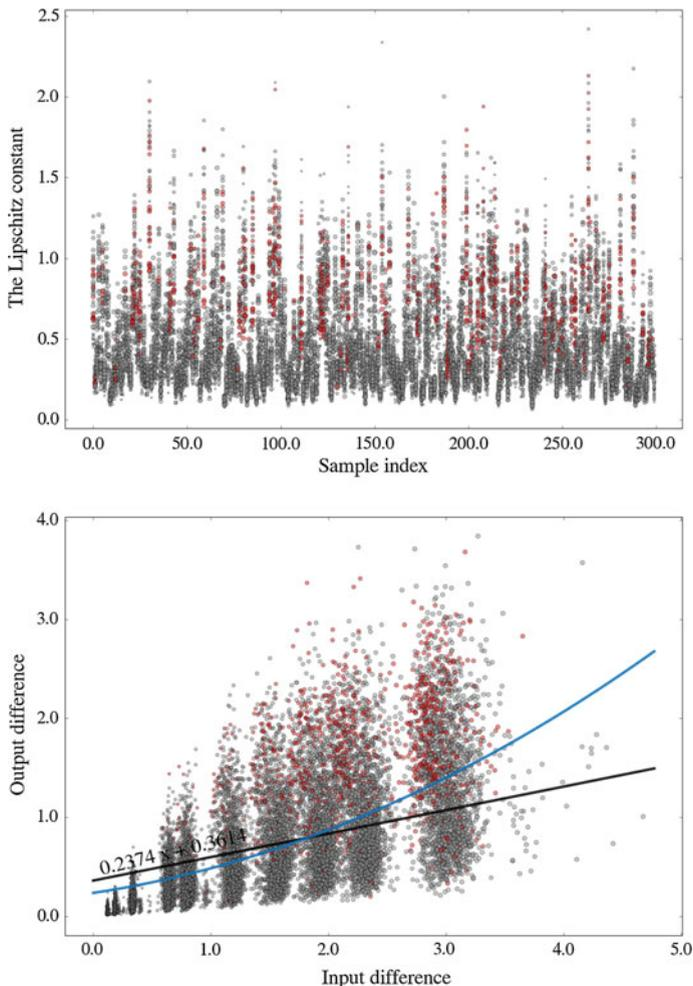 2.5
2.0
1.5
1.0
0.5
0.0
The Lipschitz constant
0.0 50.0 100.0 150.0 200.0 250.0 300.0
Sample index
4.0
3.0
2.0
1.0
0.0
Output difference
0.2374 x + 0.3614
0.0 1.0 2.0 3.0 4.0 5.0
Input difference